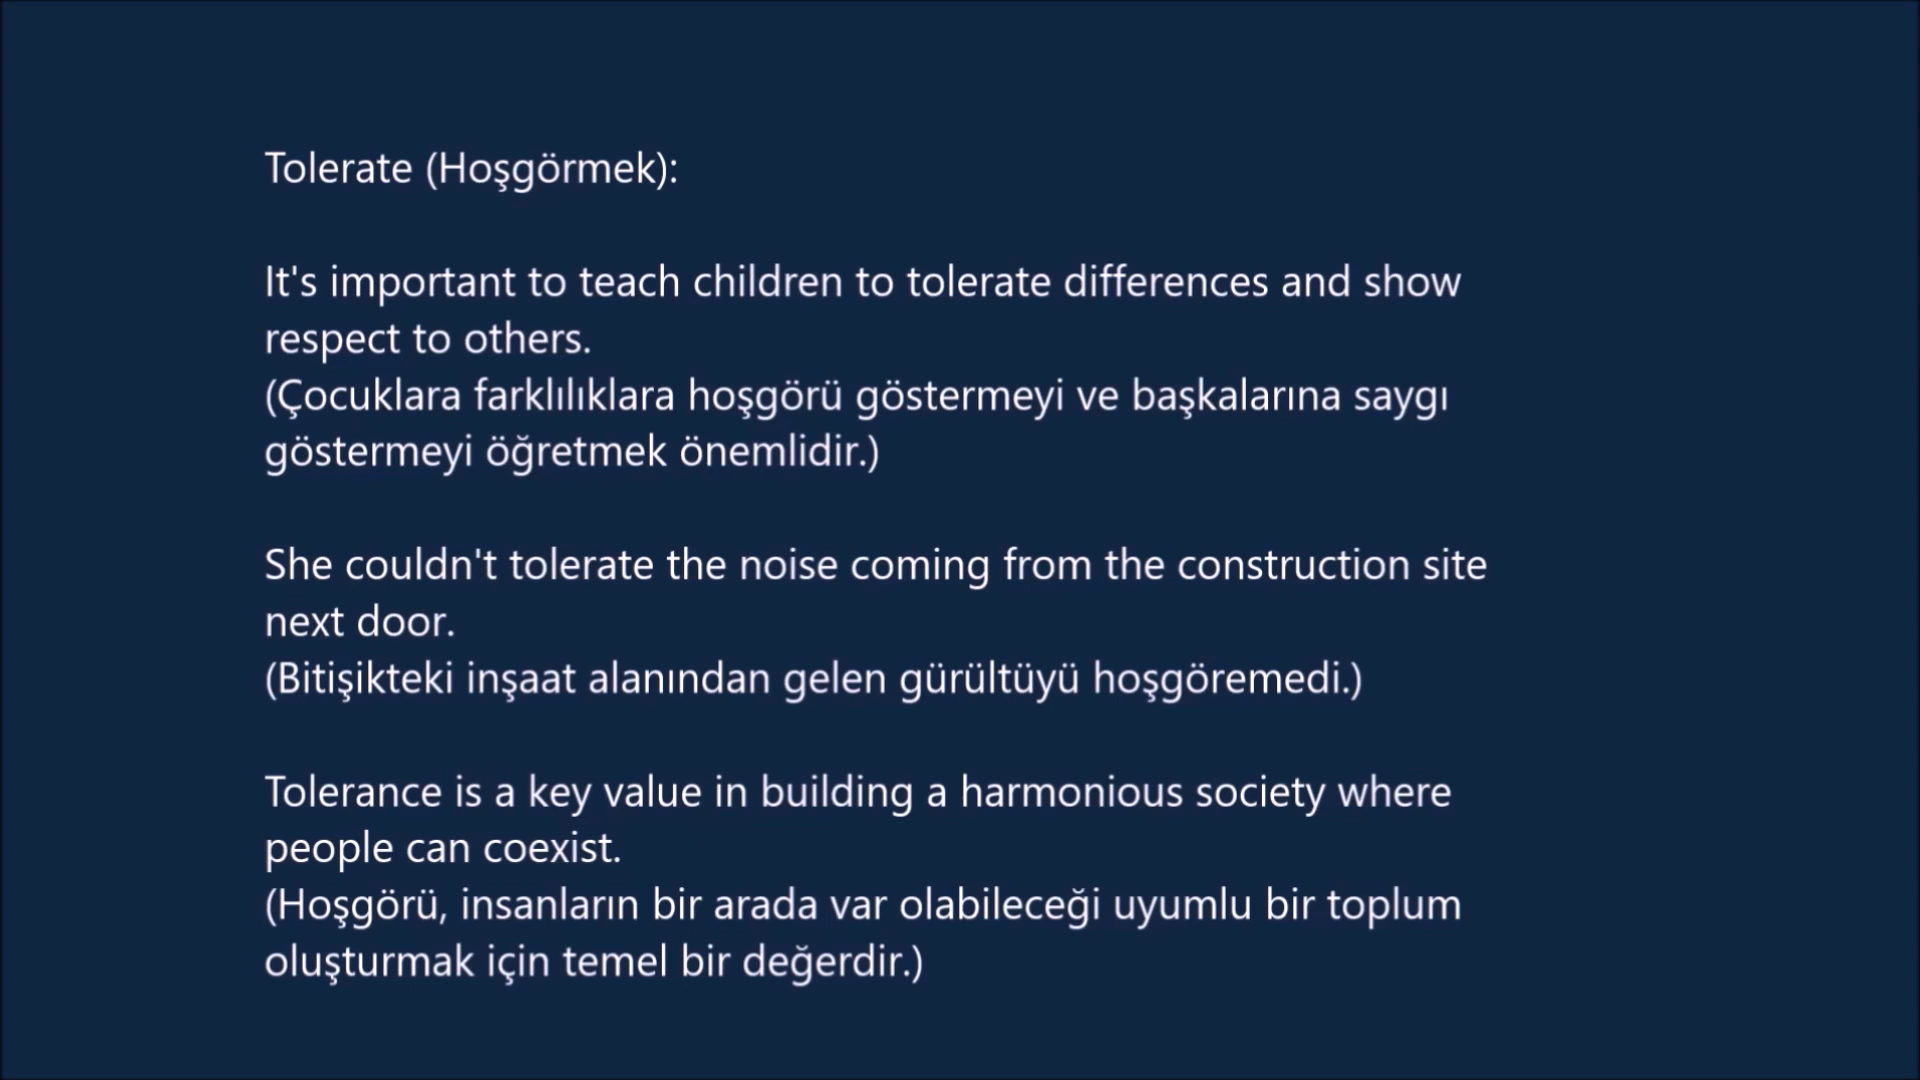 Tolerate (Hoşgörmek):
It's important to teach children to tolerate differences and show
respect to others.
(Çocuklara farklılıklara hoşgörü göstermeyi ve başkalarına saygı
göstermeyi öğretmek önemlidir.)
She couldn't tolerate the noise coming from the construction site
next door.
(Bitişikteki inşaat alanından gelen gürültüyü hoşgöremedi.)
Tolerance is a key value in building a harmonious society where
people can coexist.
(Hoşgörü, insanların bir arada var olabileceği uyumlu bir toplum
oluşturmak için temel bir değerdir.)